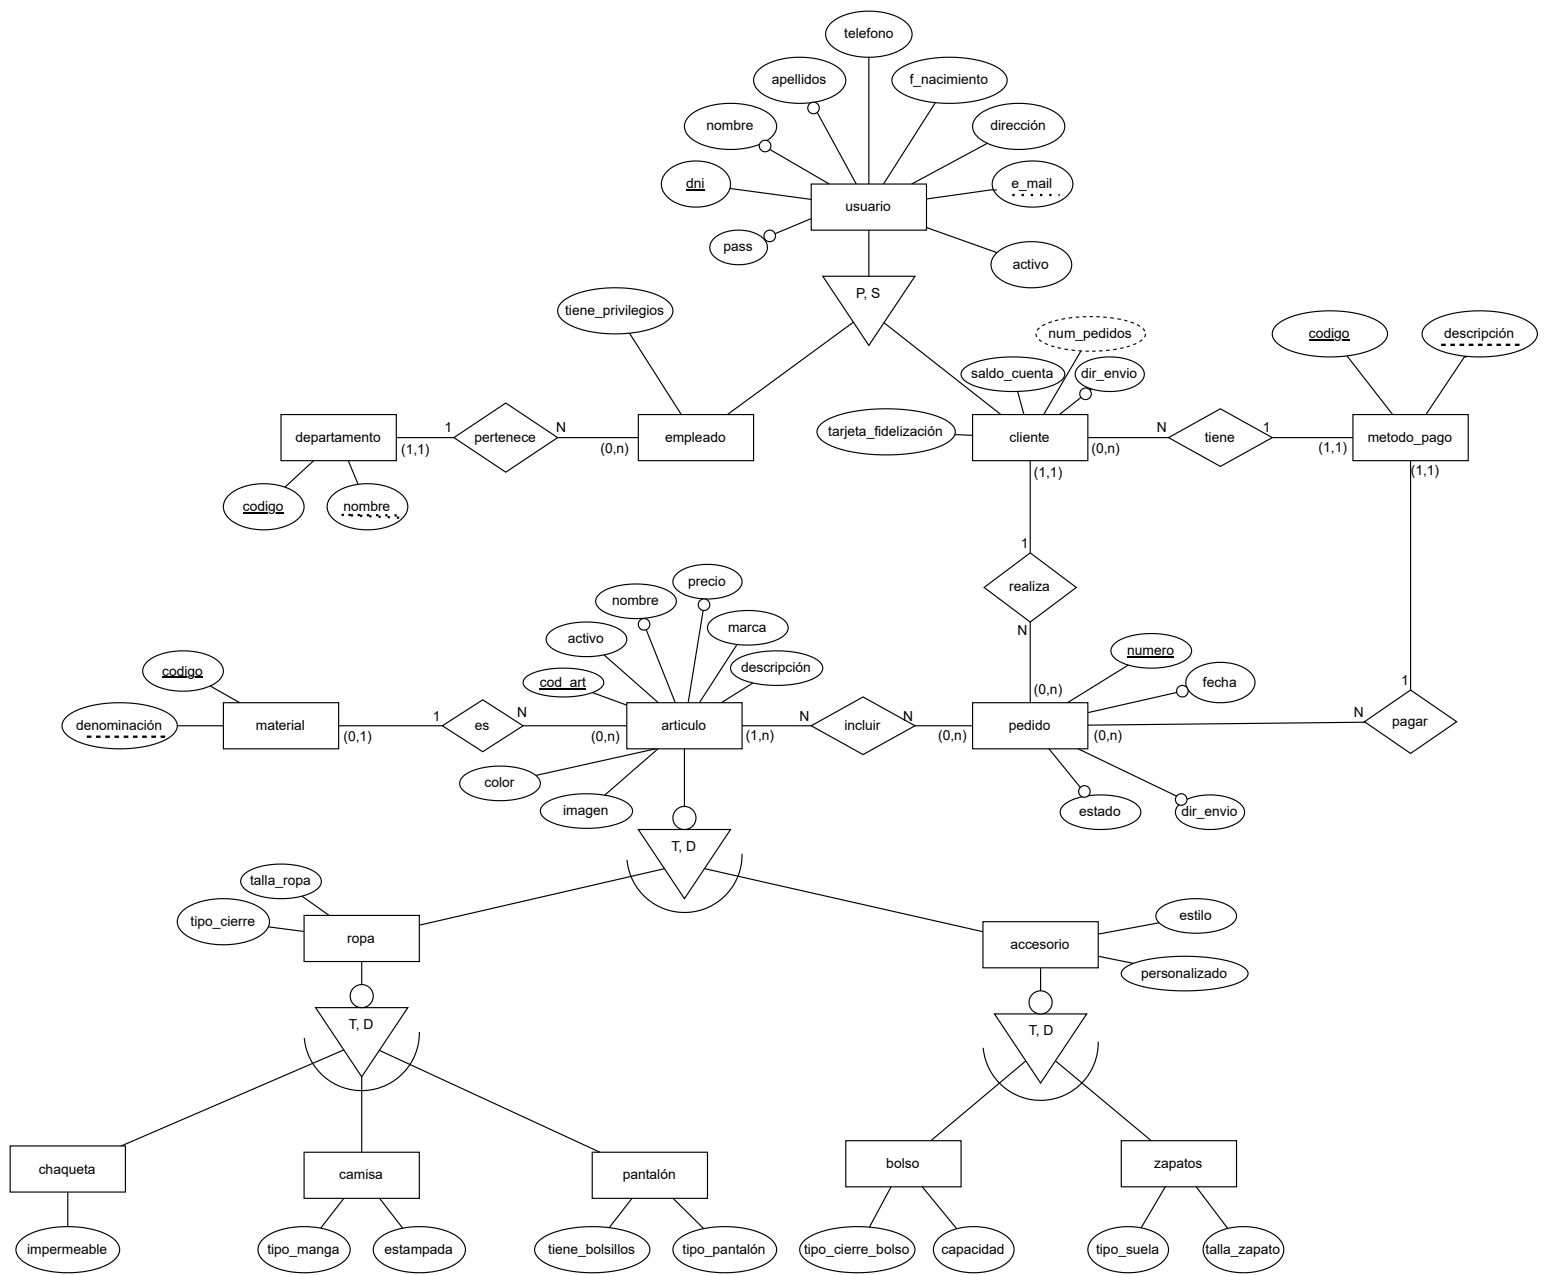 telefono
apellidos
f_nacimiento
nombre
dirección
dni
e_mail
usuario
pass
activo
P, S
tiene_privilegios
num_pedidos
codigo
descripción
saldo_cuenta
dir_envio
tarjeta_fidelización
departamento
1
(1,1)
pertenece
N
(0,n)
empleado
cliente
(0,n)
N
tiene
1
(1,1)
metodo_pago
(1,1)
(1,1)
codigo
nombre
1
realiza
N
(0,n)
precio
nombre
marca
activo
descripción
cod_art
codigo
denominación
material
(0,1)
1
es
N
(0,n)
articulo
(1,n)
N
incluir
N
(0,n)
pedido
(0,n)
numero
fecha
N
1
pagar
color
imagen
estado
dir_envio
T, D
talla_ropa
tipo_cierre
ropa
accesorio
estilo
personalizado
T, D
T, D
chaqueta
camisa
pantalón
bolso
zapatos
impermeable
tipo_manga
estampada
tiene_bolsillos
tipo_pantalón
tipo_cierre_bolso
capacidad
tipo_suela
talla_zapato